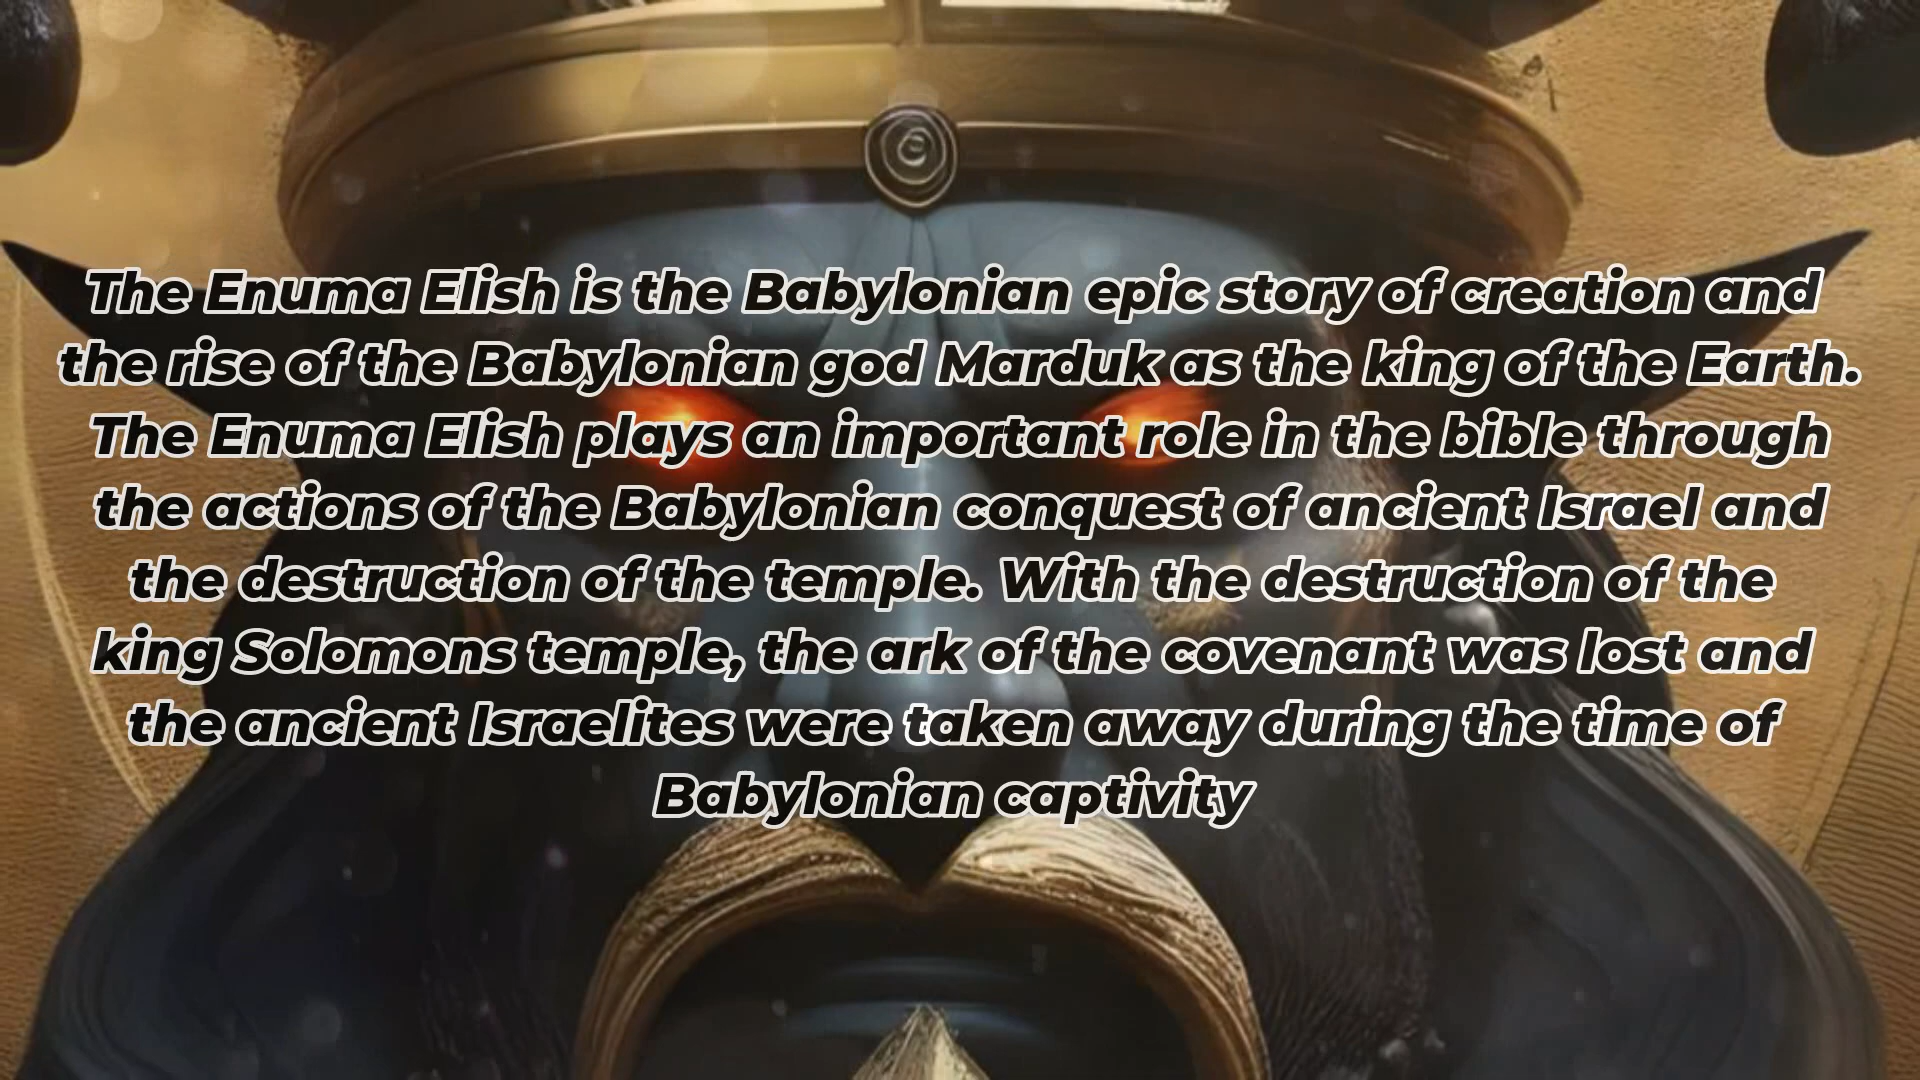 The Enuma Elish is the Babylonian epic story of creation and
the rise of the Babylonian god Marduk as the king of the Earth.
The Enuma Elish plays an important role in the bible through
the actions of the Babylonian conquest of ancient Israel and
the destruction of the temple. With the destruction of the
king Solomons temple, the ark of the covenant was lost and
the ancient Israelites were taken away during the time of
Babylonian captivity